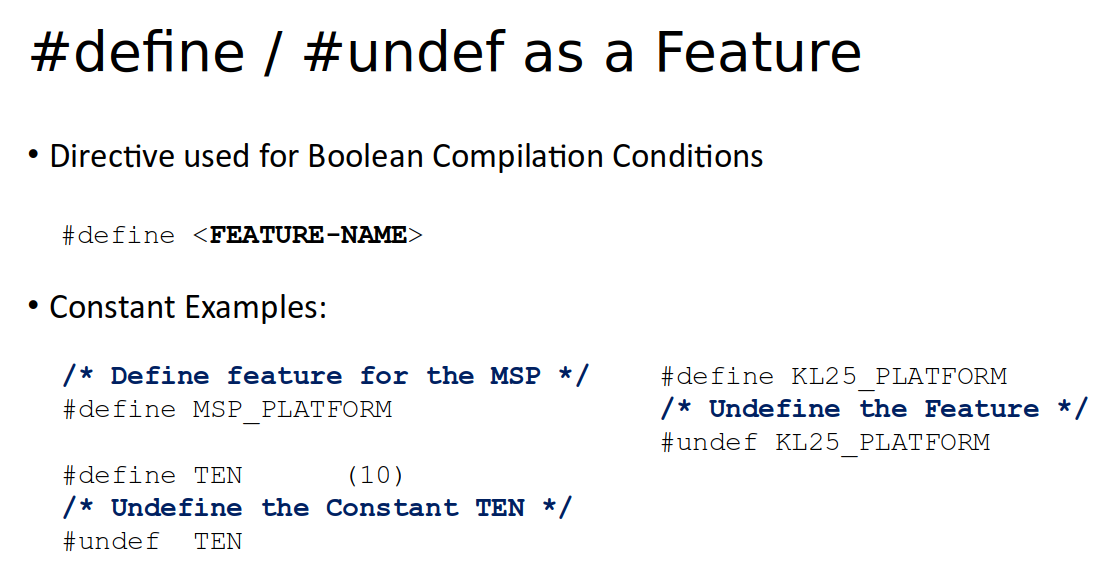 #define / #undef as a Feature
• Directive used for Boolean Compilation Conditions
#define <FEATURE-NAME>
• Constant Examples:
/* Define feature for the MSP */
#define MSP_PLATFORM
#define TEN (10)
/* Undefine the Constant TEN */
#undef TEN
#define KL25_PLATFORM
/* Undefine the Feature */
#undef KL25_PLATFORM